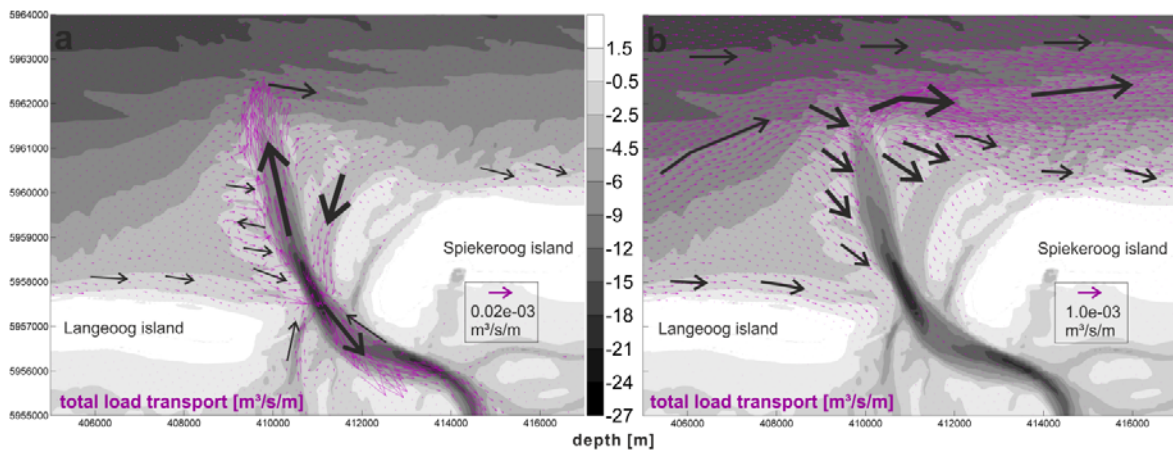 a
b
5964000
5963000
5962000
5961000
5960000
5959000
5958000
5957000
5956000
5955000
1.5
-0.5
-2.5
-4.5
-6
-9
-12
-15
-18
-21
-24
-27
Spiekeroog island
0.02e-03
m³/s/m
Langeoog island
total load transport [m³/s/m]
Spiekeroog island
1.0e-03
m³/s/m
Langeoog island
total load transport [m³/s/m]
406000 408000 410000 412000 414000 416000
406000 408000 410000 412000 414000 416000
depth [m]